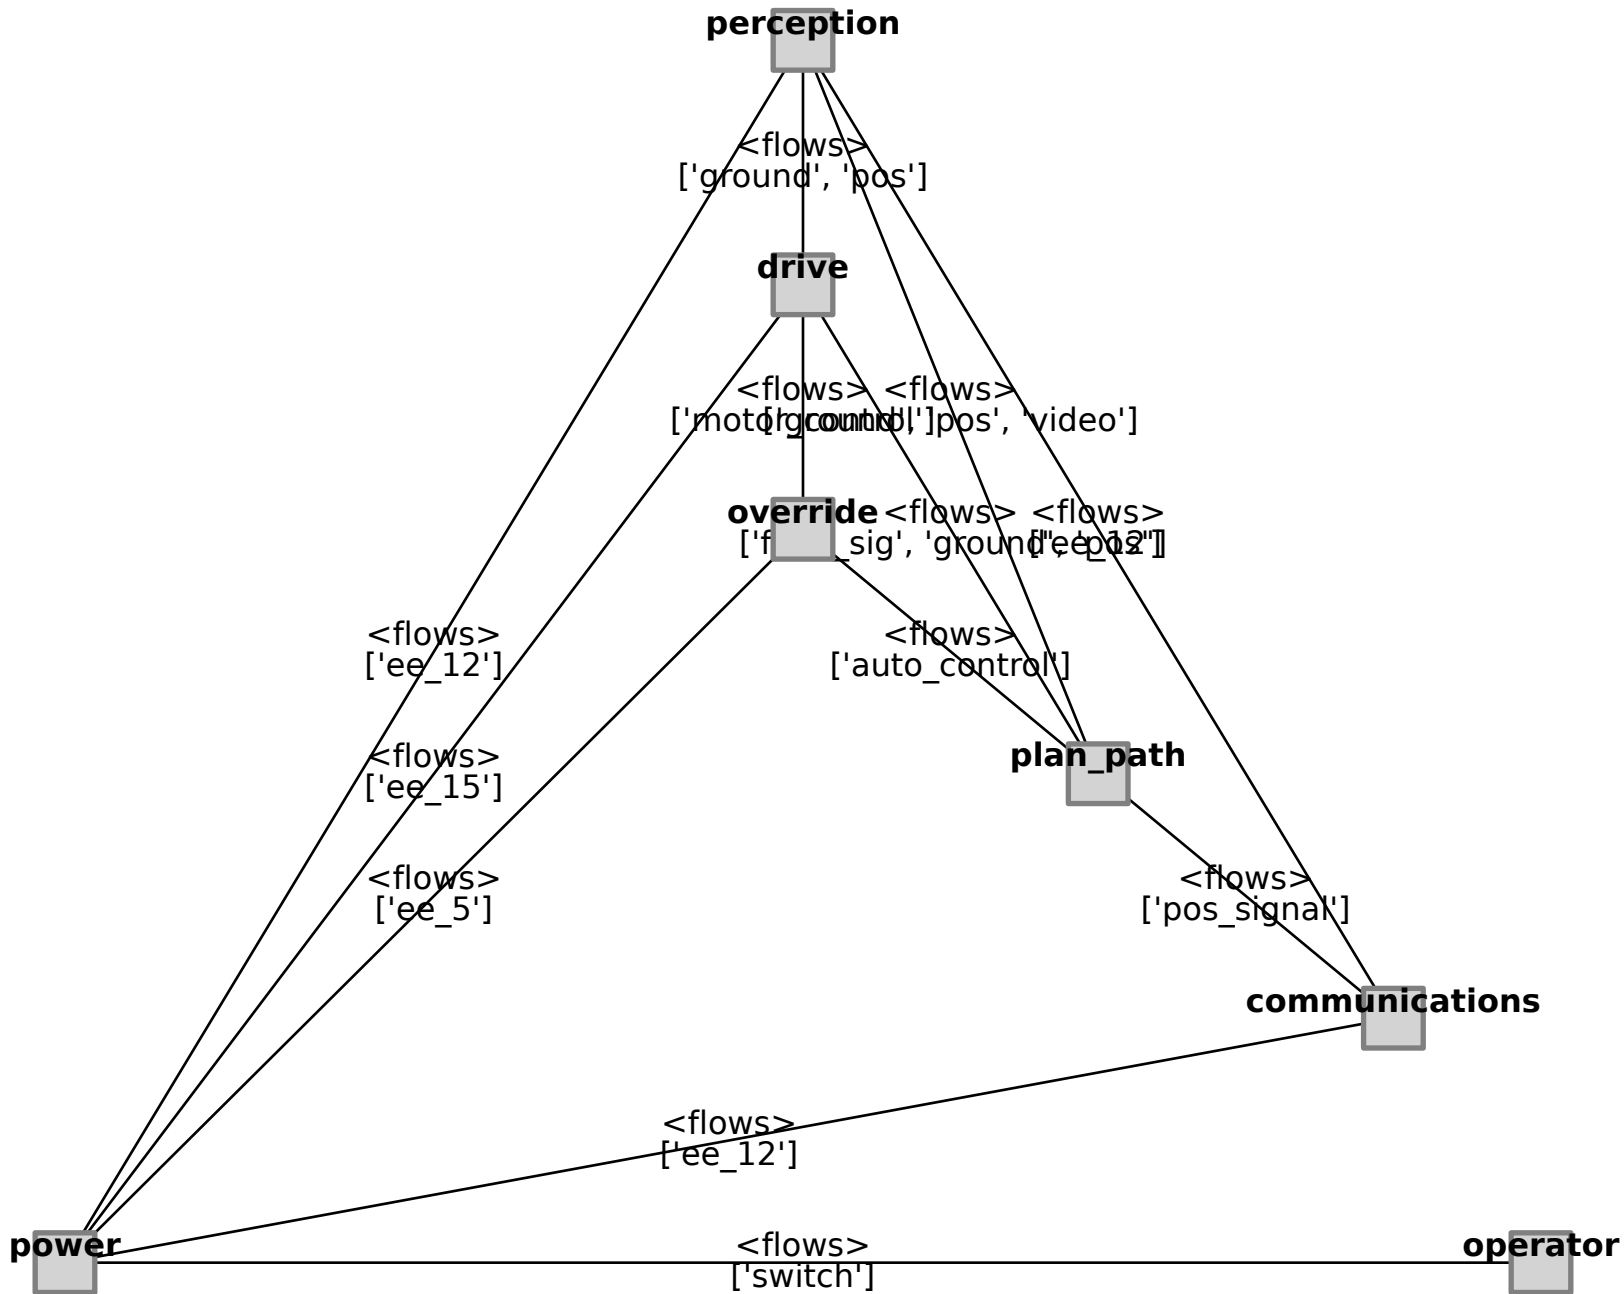 perception
<flows>
['ground', 'pos']
drive
<flows>
<flows>
['motor_control']
['ground', 'pos', 'video']
override
<flows>
<flows>
sig', 'ground', 'pos']
['ee_12']
<flows>
<flows>
['ee_12']
['auto_control']
<flows>
['ee_15']
plan_path
<flows>
<flows>
['ee_5']
['pos_signal']
communications
<flows>
['ee_12']
power
<flows>
operator
['switch']